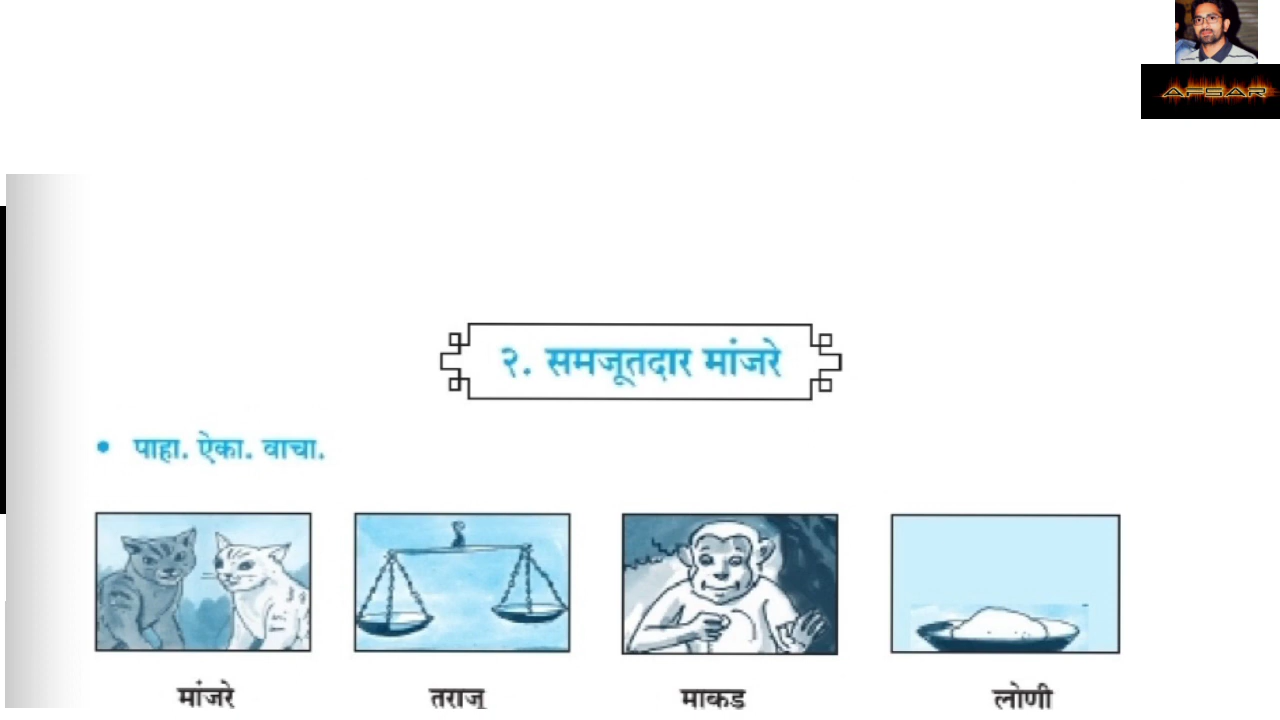 AFSAR
२. समजूतदार मांजरे
• पाहा. ऐका. वाचा.
मांजरे तराजू माकड लोणी